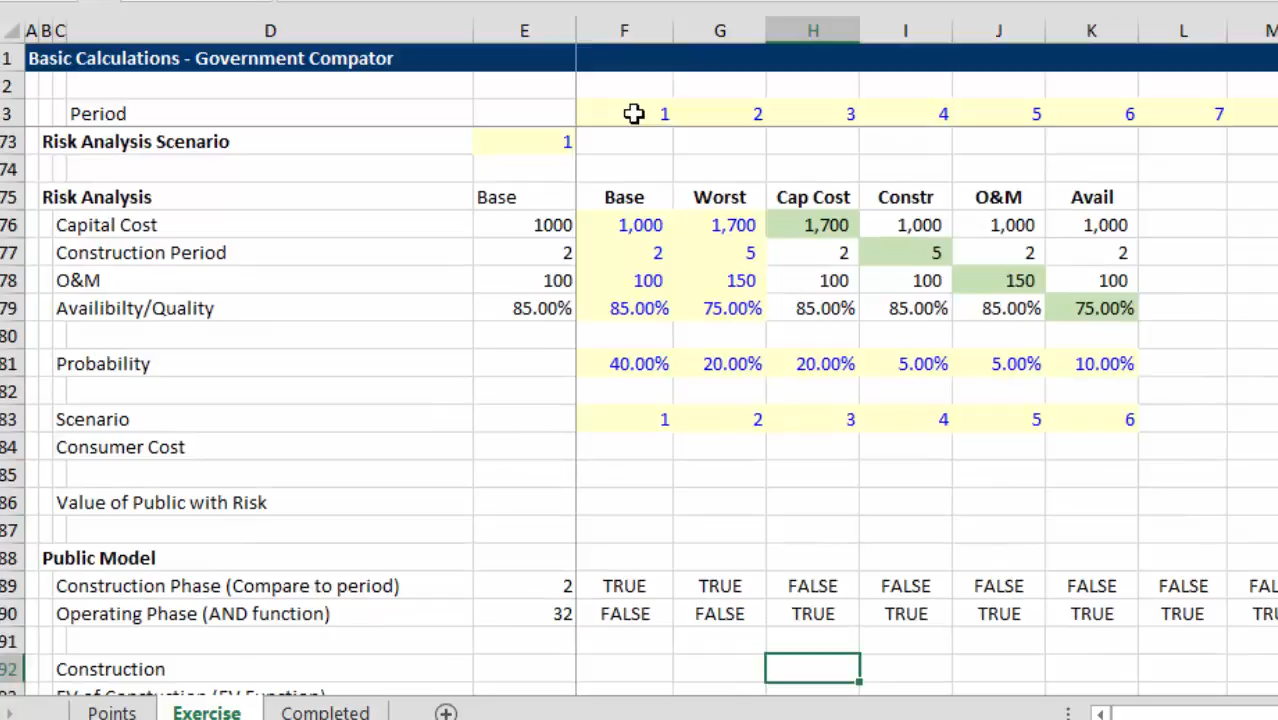 A B C D E F G H I J K L M
1 Basic Calculations - Government Compator
2
3 Period 1 2 3 4 5 6 7
73 Risk Analysis Scenario 1
74
75 Risk Analysis Base Base Worst Cap Cost Constr O&M Avail
76 Capital Cost 1000 1,000 1,700 1,700 1,000 1,000 1,000
77 Construction Period 2 2 5 2 5 2 2
78 O&M 100 100 150 100 100 150 100
79 Availibilty/Quality 85.00% 85.00% 75.00% 85.00% 85.00% 85.00% 75.00%
80
81 Probability 40.00% 20.00% 20.00% 5.00% 5.00% 10.00%
82
83 Scenario 1 2 3 4 5 6
84 Consumer Cost
85
86 Value of Public with Risk
87
88 Public Model
89 Construction Phase (Compare to period) 2 TRUE TRUE FALSE FALSE FALSE FALSE FALSE
90 Operating Phase (AND function) 32 FALSE FALSE TRUE TRUE TRUE TRUE TRUE
91
92 Construction
Points Exercise Completed